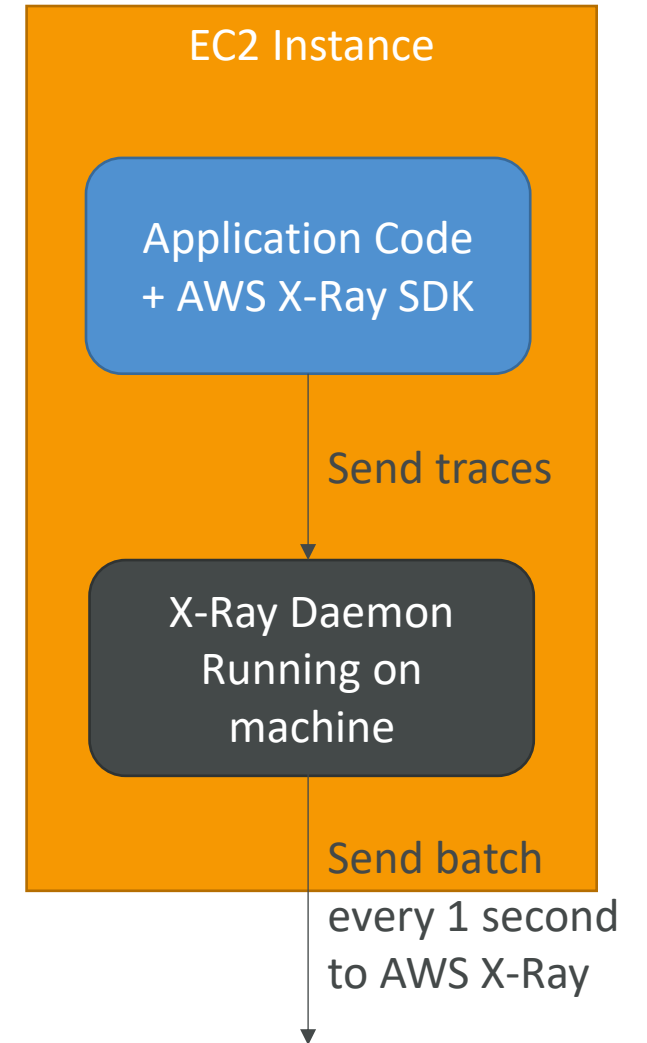 EC2 Instance
Application Code
+ AWS X-Ray SDK
Send traces
X-Ray Daemon
Running on
machine
Send batch
every 1 second
to AWS X-Ray